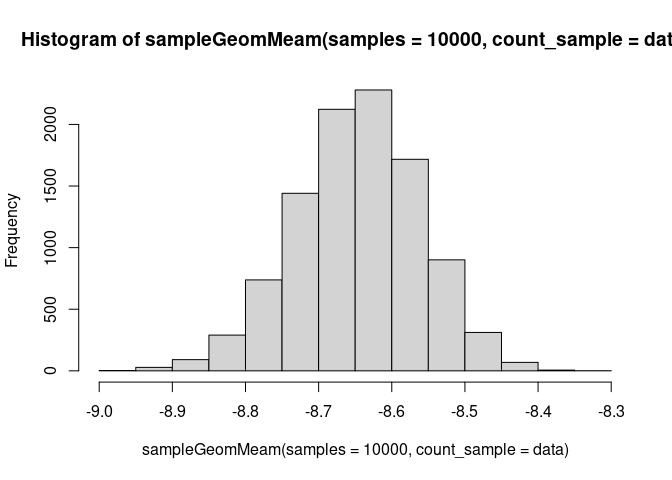 Histogram of sampleGeomMeam(samples = 10000, count_sample = dat
Frequency
2000
1500
1000
500
0
-9.0 -8.9 -8.8 -8.7 -8.6 -8.5 -8.4 -8.3
sampleGeomMeam(samples = 10000, count_sample = data)